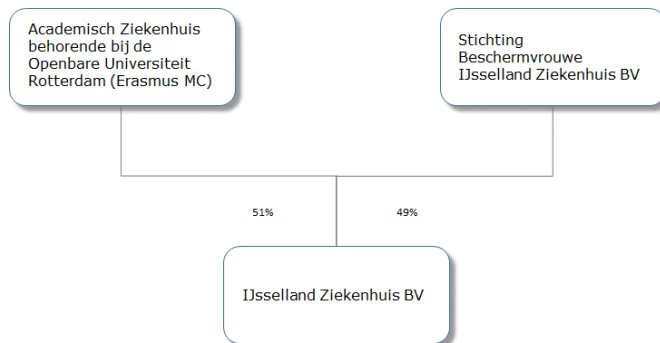 Academisch Ziekenhuis
behorende bij de
Openbare Universiteit
Rotterdam (Erasmus MC)
Stichting
Beschermvrouwe
IJsselland Ziekenhuis BV
51%
49%
IJsselland Ziekenhuis BV